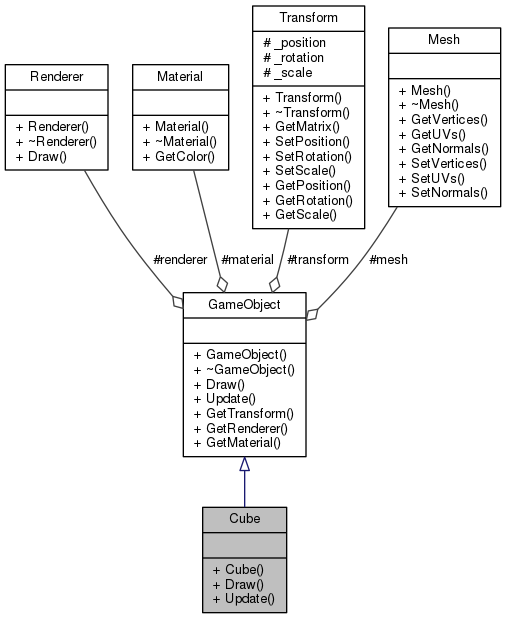 Transform
# _position
# _rotation
# _scale
+ Transform()
+ ~Transform()
+ GetMatrix()
+ SetPosition()
+ SetRotation()
+ SetScale()
+ GetPosition()
+ GetRotation()
+ GetScale()
Mesh
+ Mesh()
+ ~Mesh()
+ GetVertices()
+ GetUVs()
+ GetNormals()
+ SetVertices()
+ SetUVs()
+ SetNormals()
Renderer
+ Renderer()
+ ~Renderer()
+ Draw()
Material
+ Material()
+ ~Material()
+ GetColor()
#renderer
#material
#transform
#mesh
GameObject
+ GameObject()
+ ~GameObject()
+ Draw()
+ Update()
+ GetTransform()
+ GetRenderer()
+ GetMaterial()
Cube
+ Cube()
+ Draw()
+ Update()